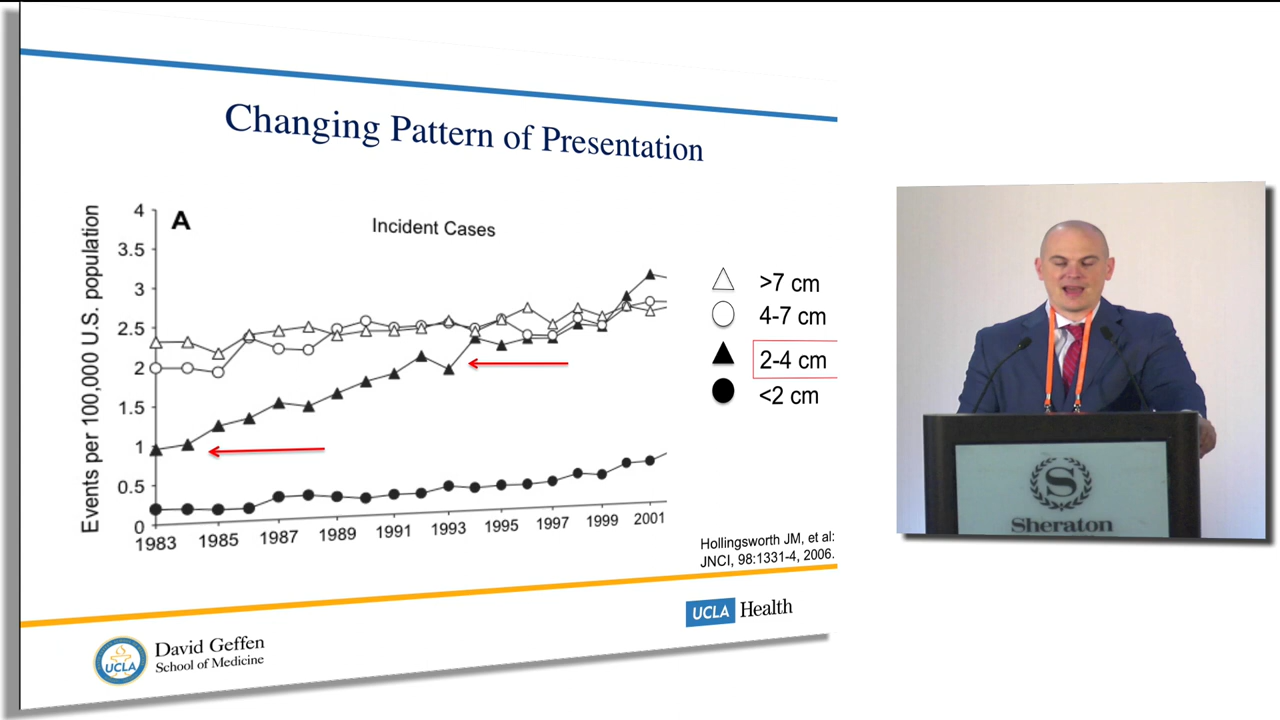 Changing Pattern of Presentation
A
Incident Cases
Events per 100,000 U.S. population
4
3.5
3
2.5
2
1.5
1
0.5
0
1983 1985 1987 1989 1991 1993 1995 1997 1999 2001
>7 cm
4-7 cm
2-4 cm
<2 cm
Hollingsworth JM, et al:
JNCI, 98:1331-4, 2006.
UCLA Health
UCLA
David Geffen
School of Medicine
S
Sheraton